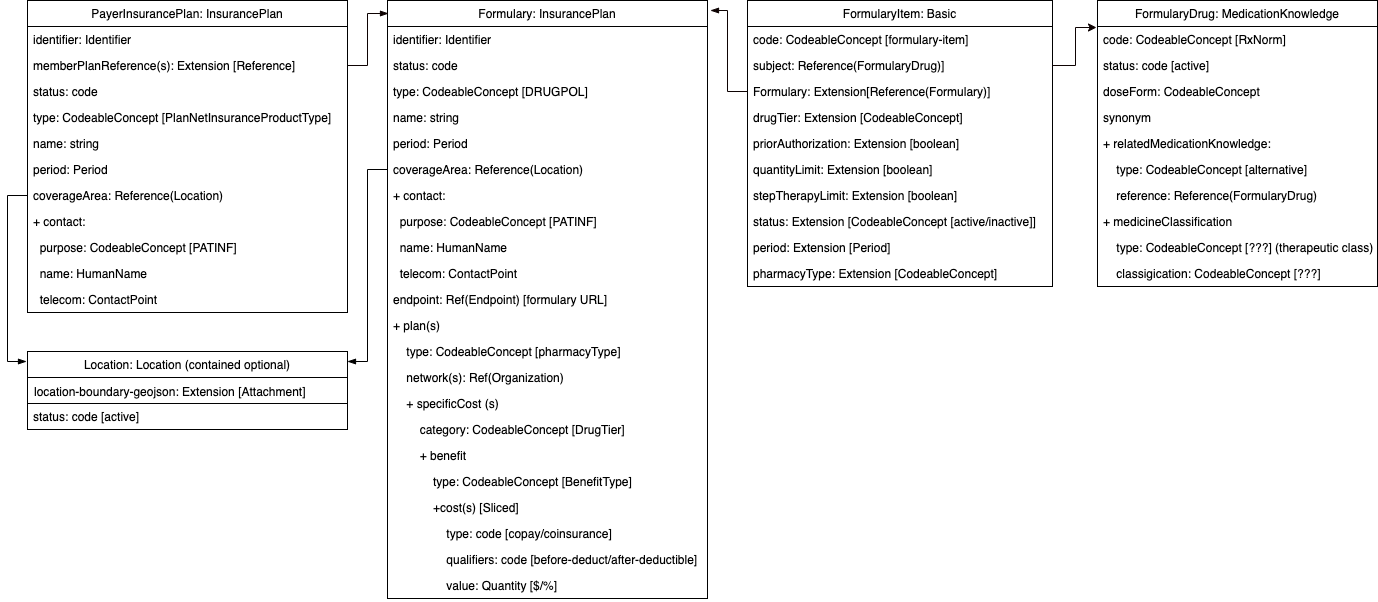 PayerInsurancePlan: InsurancePlan
identifier: Identifier
memberPlanReference(s): Extension [Reference]
status: code
type: CodeableConcept [PlanNetInsuranceProductType]
name: string
period: Period
coverageArea: Reference(Location)
+ contact:
purpose: CodeableConcept [PATINF]
name: HumanName
telecom: ContactPoint
Location: Location (contained optional)
location-boundary-geojson: Extension [Attachment]
status: code [active]
Formulary: InsurancePlan
identifier: Identifier
status: code
type: CodeableConcept [DRUGPOL]
name: string
period: Period
coverageArea: Reference(Location)
+ contact:
purpose: CodeableConcept [PATINF]
name: HumanName
telecom: ContactPoint
endpoint: Ref(Endpoint) [formulary URL]
+ plan(s)
type: CodeableConcept [pharmacyType]
network(s): Ref(Organization)
+ specificCost (s)
category: CodeableConcept [DrugTier]
+ benefit
type: CodeableConcept [BenefitType]
+cost(s) [Sliced]
type: code [copay/coinsurance]
qualifiers: code [before-deduct/after-deductible]
value: Quantity [$/%]
FormularyItem: Basic
code: CodeableConcept [formulary-item]
subject: Reference(FormularyDrug)]
Formulary: Extension[Reference(Formulary)]
drugTier: Extension [CodeableConcept]
priorAuthorization: Extension [boolean]
quantityLimit: Extension [boolean]
stepTherapyLimit: Extension [boolean]
status: Extension [CodeableConcept [active/inactive]]
period: Extension [Period]
pharmacyType: Extension [CodeableConcept]
FormularyDrug: MedicationKnowledge
code: CodeableConcept [RxNorm]
status: code [active]
doseForm: CodeableConcept
synonym
+ relatedMedicationKnowledge:
type: CodeableConcept [alternative]
reference: Reference(FormularyDrug)
+ medicineClassification
type: CodeableConcept [???] (therapeutic class)
classigication: CodeableConcept [???]